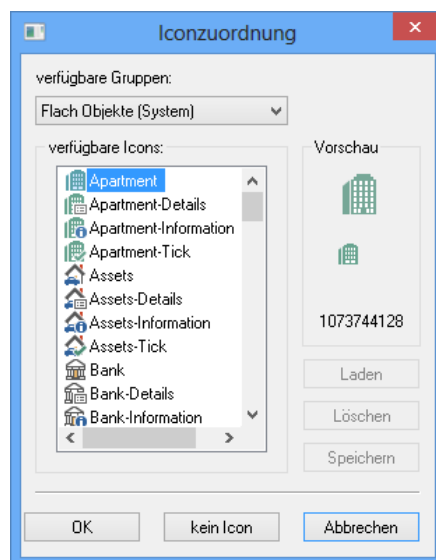 Iconzuordnung
verfügbare Gruppen:
Flach Objekte (System)
verfügbare Icons:
Apartment
Apartment-Details
Apartment-Information
Apartment-Tick
Assets
Assets-Details
Assets-Information
Assets-Tick
Bank
Bank-Details
Bank-Information
Vorschau
1073744128
Laden
Löschen
Speichern
OK
kein Icon
Abbrechen